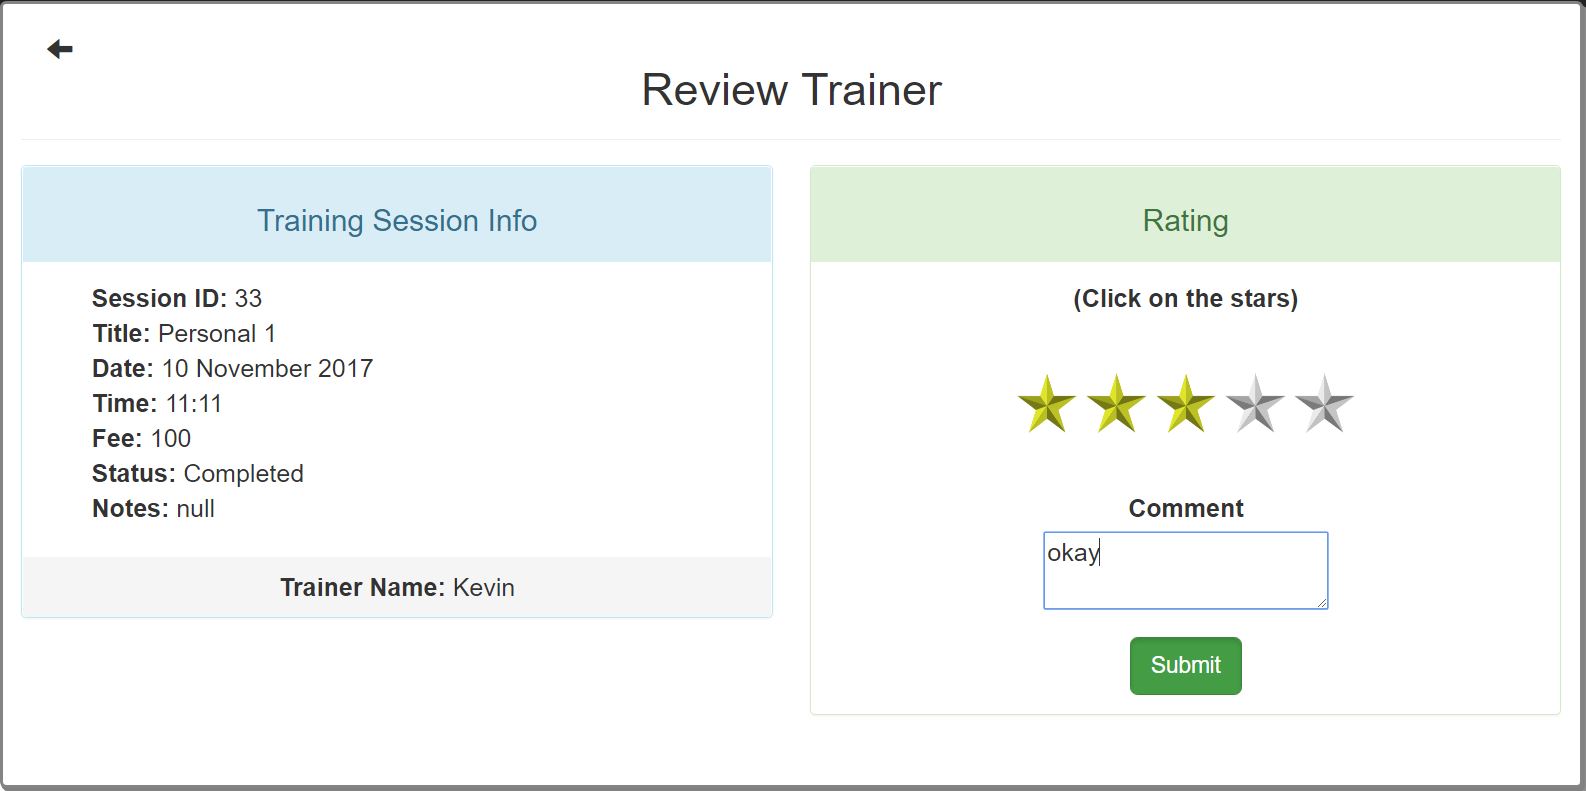 Review Trainer
Training Session Info
Session ID: 33
Title: Personal 1
Date: 10 November 2017
Time: 11:11
Fee: 100
Status: Completed
Notes: null
Trainer Name: Kevin
Rating
(Click on the stars)
Comment
okay
Submit